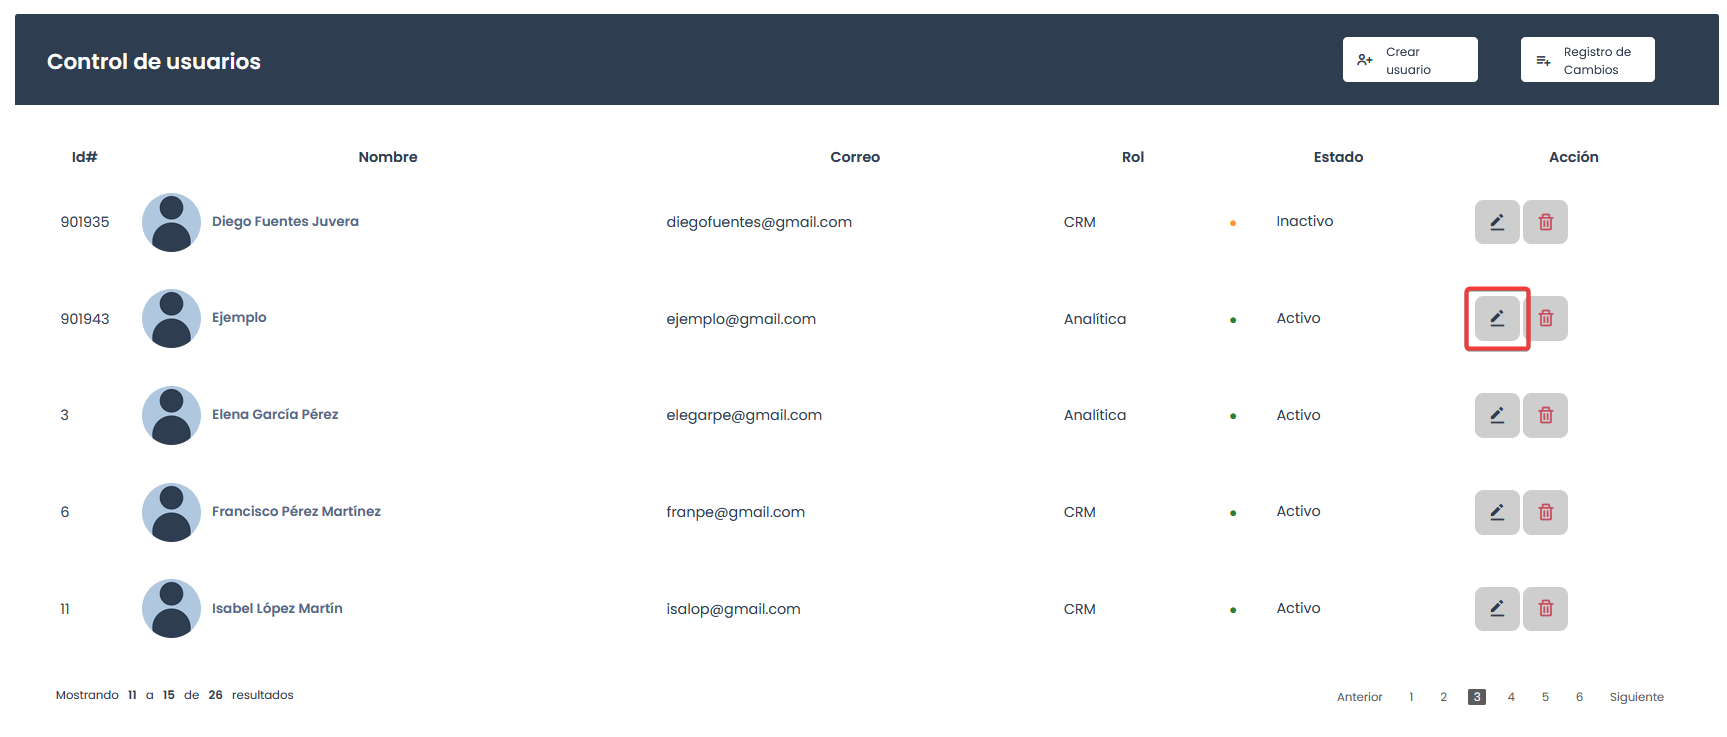 Control de usuarios
Crear
usuario
Registro de
Cambios
Id# Nombre Correo Rol Estado Acción
901935 Diego Fuentes Juvera diegofuentes@gmail.com CRM Inactivo
901943 Ejemplo ejemplo@gmail.com Analítica Activo
3 Elena García Pérez elegarpe@gmail.com Analítica Activo
6 Francisco Pérez Martínez franpe@gmail.com CRM Activo
11 Isabel López Martín isalop@gmail.com CRM Activo
Mostrando 11 a 15 de 26 resultados
Anterior 1 2 3 4 5 6 Siguiente